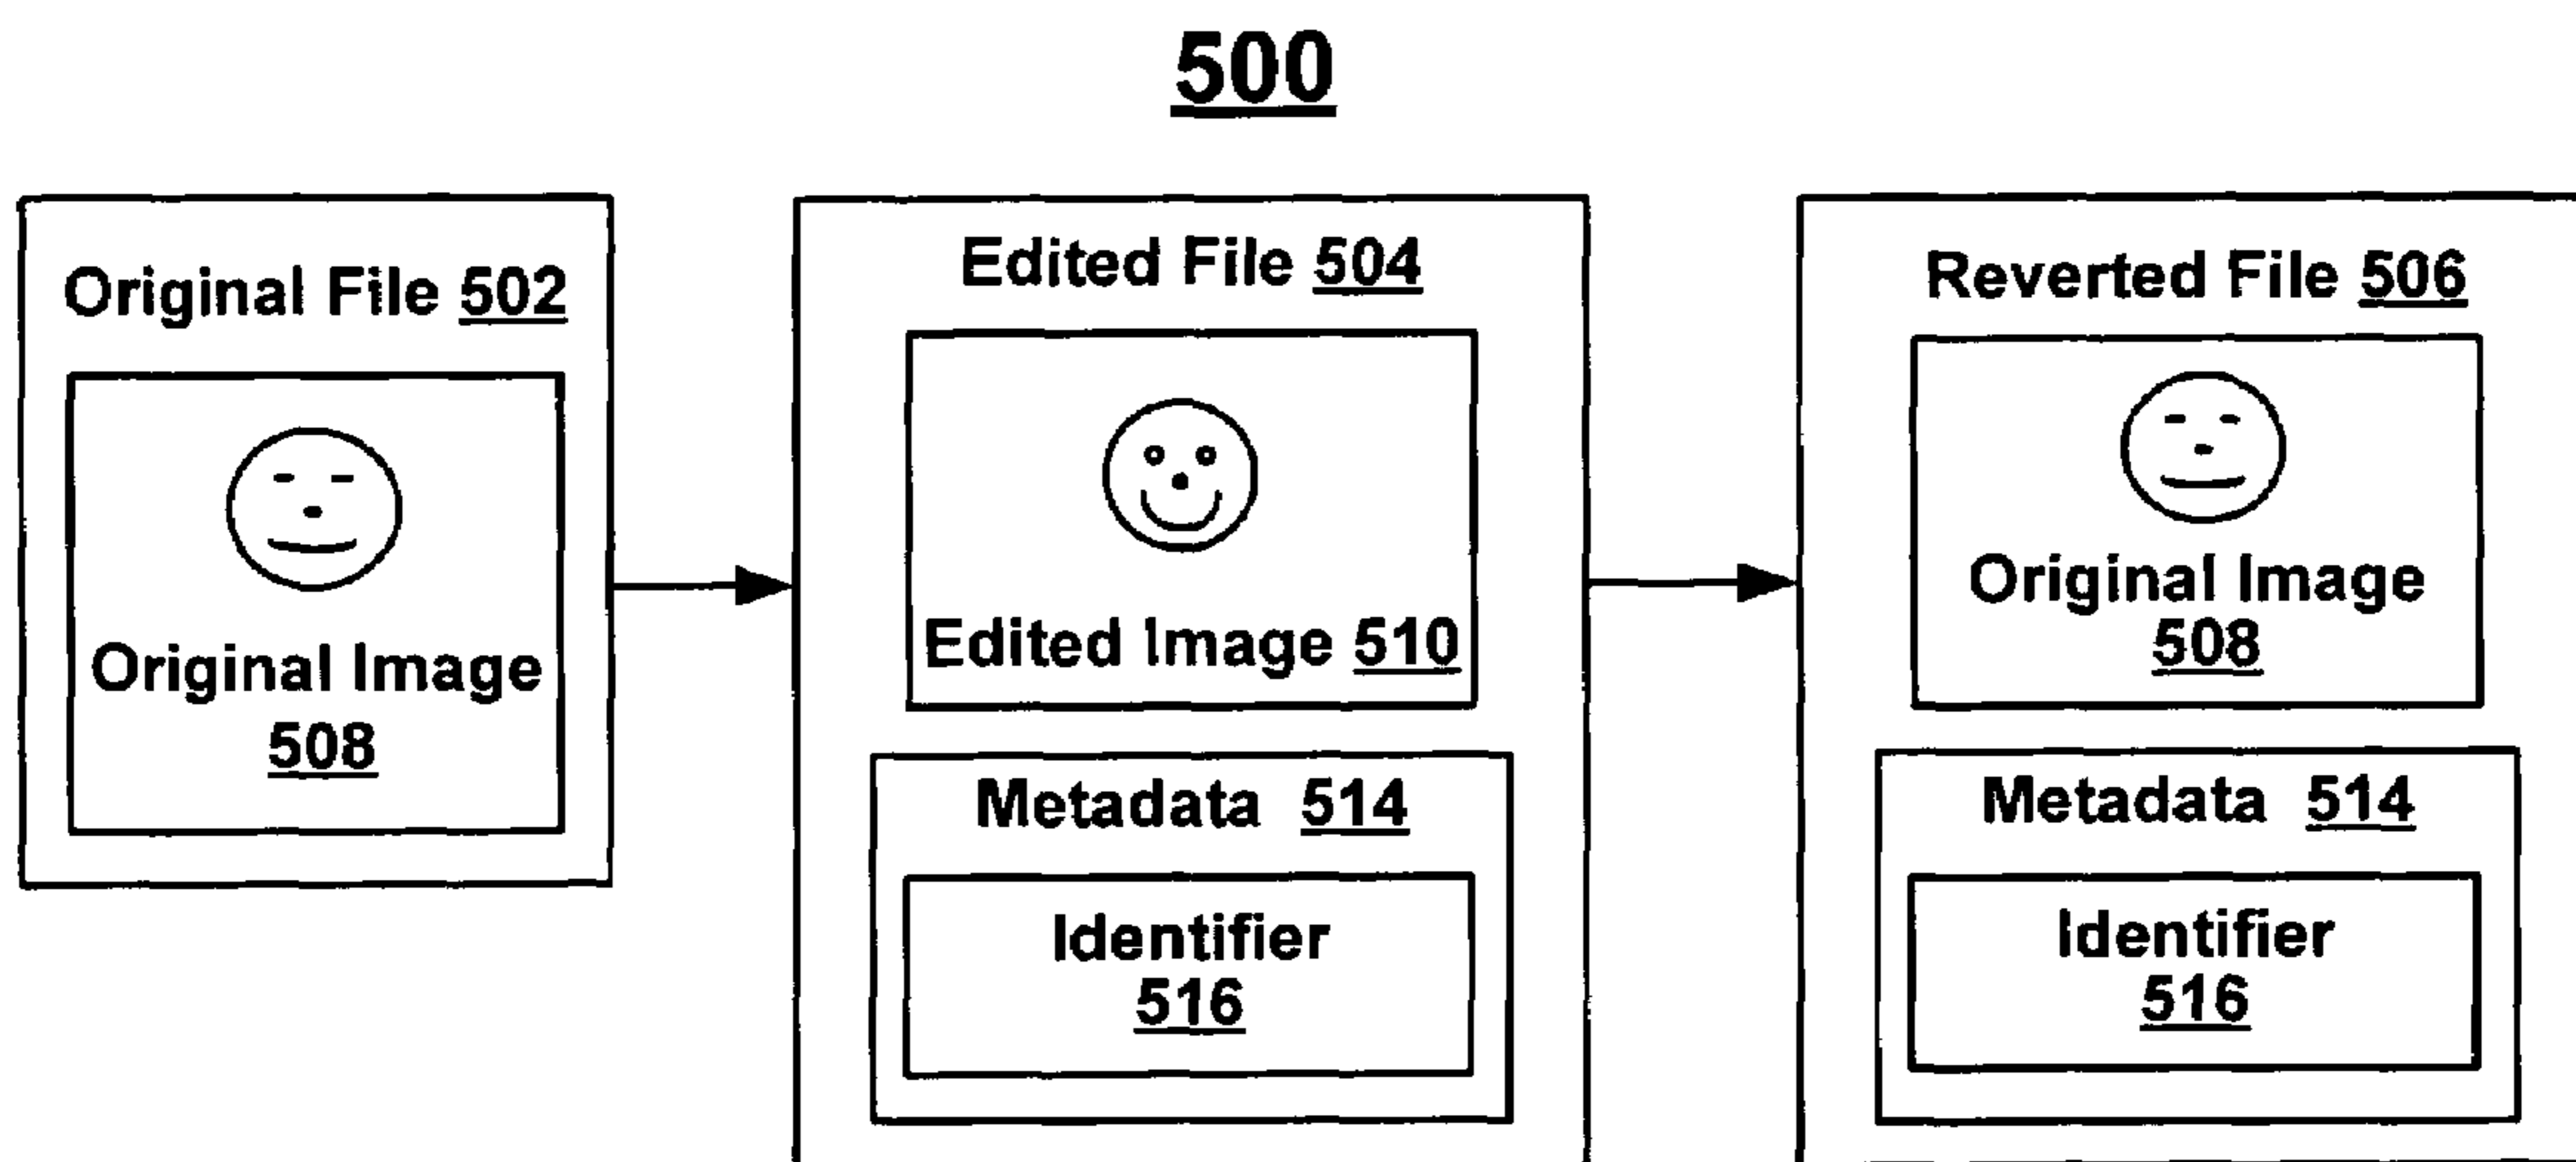 500
Original File 502
Original Image
508
Edited File 504
Edited Image 510
Metadata 514
Identifier
516
Reverted File 506
Original Image
508
Metadata 514
Identifier
516